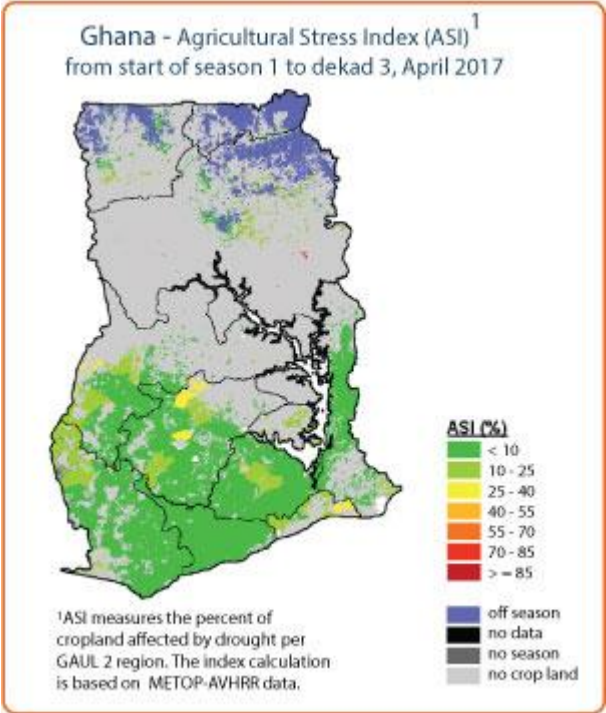 Ghana - Agricultural Stress Index (ASI)1
from start of season 1 to dekad 3, April 2017
ASI (%)
< 10
10 - 25
25 - 40
40 - 55
55 - 70
70 - 85
> = 85
off season
no data
no season
no crop land
1ASI measures the percent of
cropland affected by drought per
GAUL 2 region. The index calculation
is based on METOP-AVHRR data.